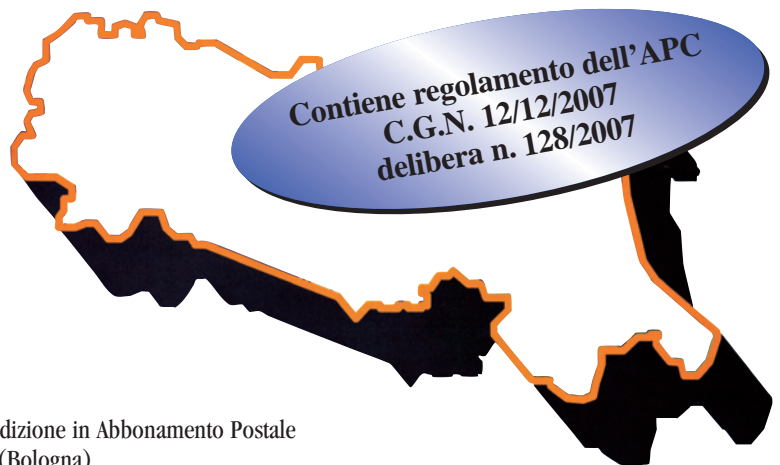 Contiene regolamento dell’APC
C.G.N. 12/12/2007
delibera n. 128/2007
dizione in Abbonamento Postale
(Bologna)